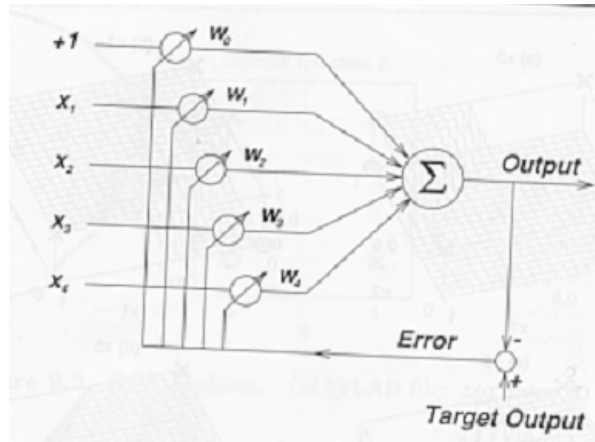 +1
W₀
X₁
W₁
X₂
W₂
Output
Σ
X₃
W₃
X₄
W₄
Error
-
+
Target Output